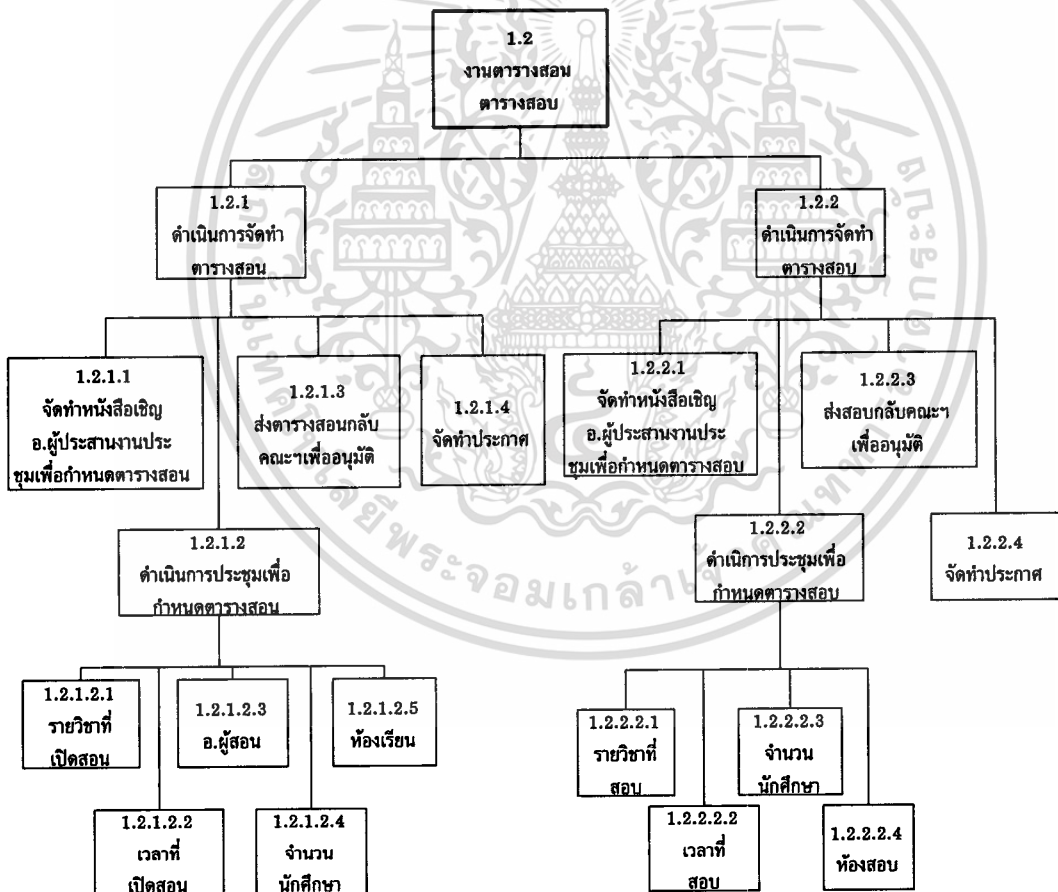 1.2
งานตารางสอน
ตารางสอบ
1.2.1
ดำเนินการจัดทำ
ตารางสอน
1.2.2
ดำเนินการจัดทำ
ตารางสอบ
1.2.1.1
จัดทำหนังสือเชิญ
อ.ผู้ประสานงานประ
ชุมเพื่อกำหนดตารางสอน
1.2.1.3
ส่งตารางสอนกลับ
คณะฯเพื่ออนุมัติ
1.2.1.4
จัดทำประกาศ
1.2.2.1
จัดทำหนังสือเชิญ
อ.ผู้ประสานงานประ
ชุมเพื่อกำหนดตารางสอบ
1.2.2.3
ส่งสอบกลับคณะฯ
เพื่ออนุมัติ
1.2.1.2
ดำเนินการประชุมเพื่อ
กำหนดตารางสอน
1.2.2.2
ดำเนิการประชุมเพื่อ
กำหนดตารางสอบ
1.2.2.4
จัดทำประกาศ
1.2.1.2.1
รายวิชาที่
เปิดสอน
1.2.1.2.3
อ.ผู้สอน
1.2.1.2.5
ห้องเรียน
1.2.2.2.1
รายวิชาที่
สอบ
1.2.2.2.3
จำนวน
นักศึกษา
1.2.1.2.2
เวลาที่
เปิดสอน
1.2.1.2.4
จำนวน
นักศึกษา
1.2.2.2.2
เวลาที่
สอบ
1.2.2.2.4
ห้องสอบ
พระจอมเกล้าเจ้า